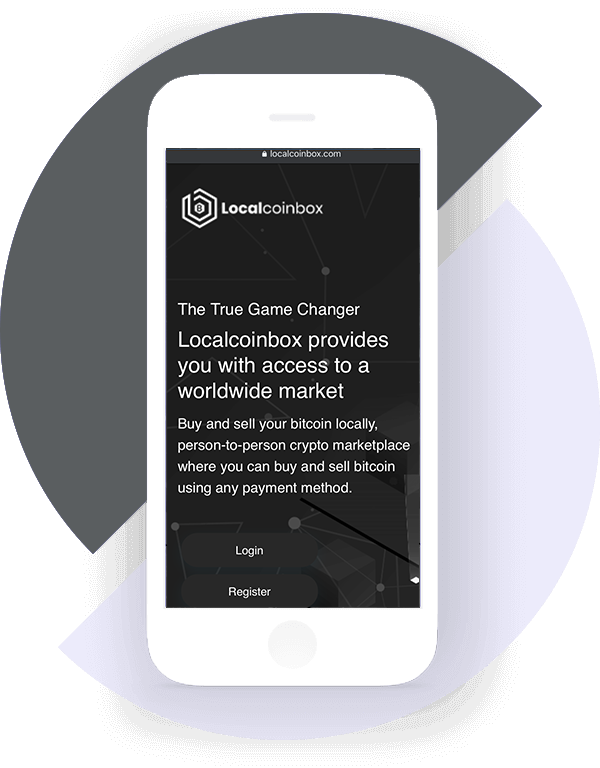 localcoinbox.com
Localcoinbox
The True Game Changer
Localcoinbox provides
you with access to a
worldwide market
Buy and sell your bitcoin locally,
person-to-person crypto marketplace
where you can buy and sell bitcoin
using any payment method.
Login
Register